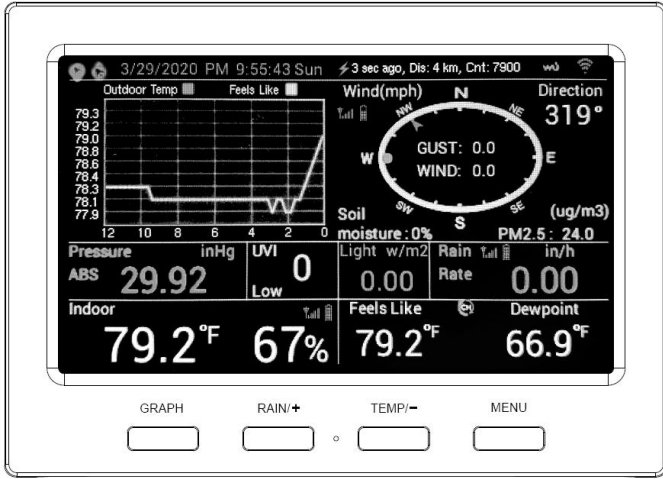 3/29/2020 PM 9:55:43 Sun
3 sec ago, Dis: 4 km, Cnt: 7900
Outdoor Temp Feels Like
79.3
79.2
79.0
78.8
78.6
78.4
78.3
78.1
77.9
12 10 8 6 4 2 0
Wind(mph)
N
NE
E
SE
S
SW
W
NW
GUST: 0.0
WIND: 0.0
Direction
319°
Soil
moisture:0%
(ug/m3)
PM2.5: 24.0
Pressure inHg
ABS 29.92
UVI
0
Low
Light w/m2
0.00
Rain in/h
Rate 0.00
Indoor
79.2°F 67%
Feels Like
79.2°F
Dewpoint
66.9°F
GRAPH RAIN/+ TEMP/− MENU